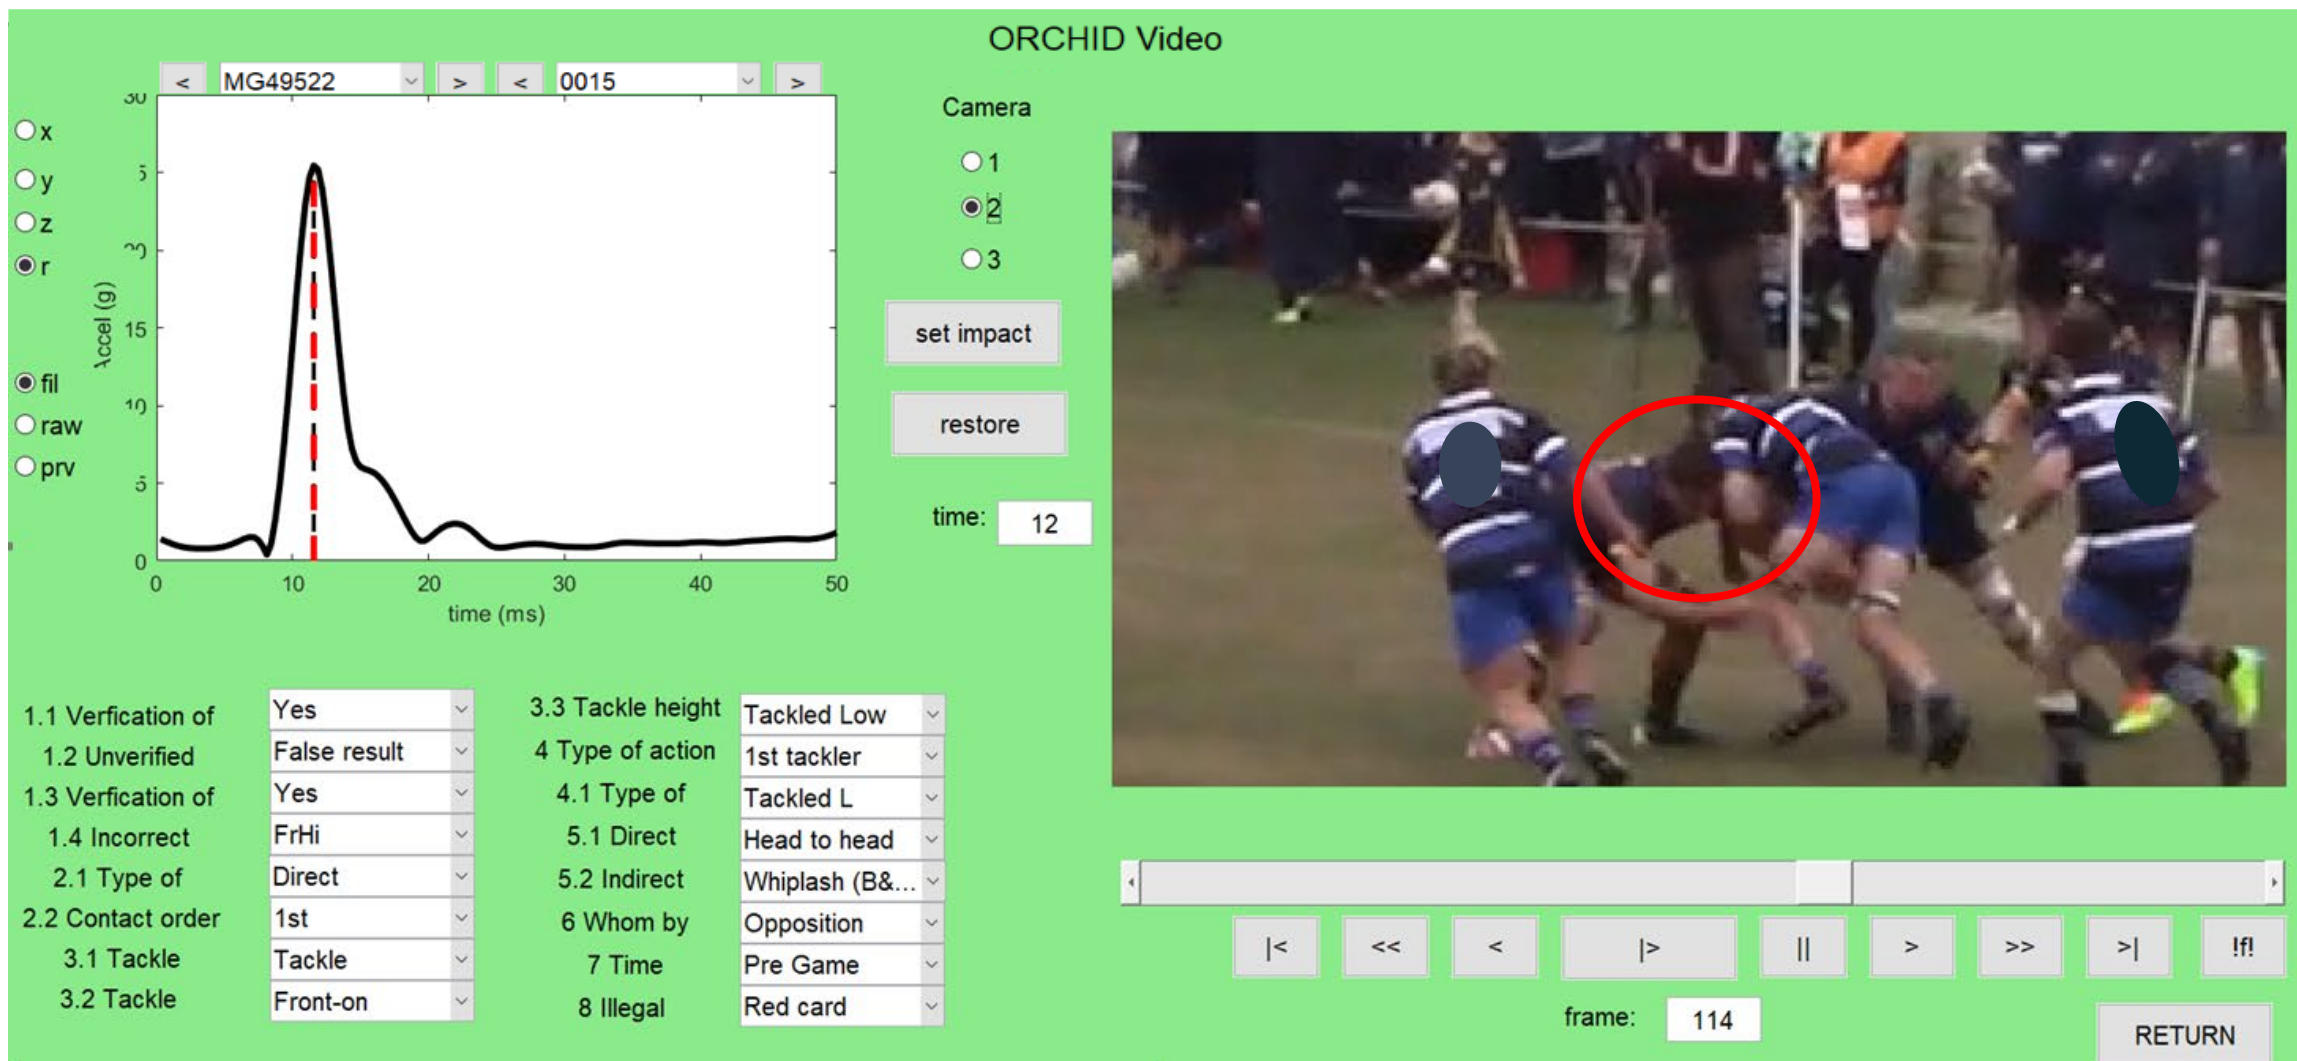 ORCHID Video
< MG49522 > < 0015 >
x
y
z
r
fil
raw
prv
30
5
15
10
5
0
0 10 20 30 40 50
time (ms)
Accel (g)
Camera
1
2
3
set impact
restore
time: 12
1.1 Verfication of Yes
1.2 Unverified False result
1.3 Verfication of Yes
1.4 Incorrect FrHi
2.1 Type of Direct
2.2 Contact order 1st
3.1 Tackle Tackle
3.2 Tackle Front-on
3.3 Tackle height Tackled Low
4 Type of action 1st tackler
4.1 Type of Tackled L
5.1 Direct Head to head
5.2 Indirect Whiplash (B&...
6 Whom by Opposition
7 Time Pre Game
8 Illegal Red card
|< << < |> || > >> >| !f!
frame: 114
RETURN